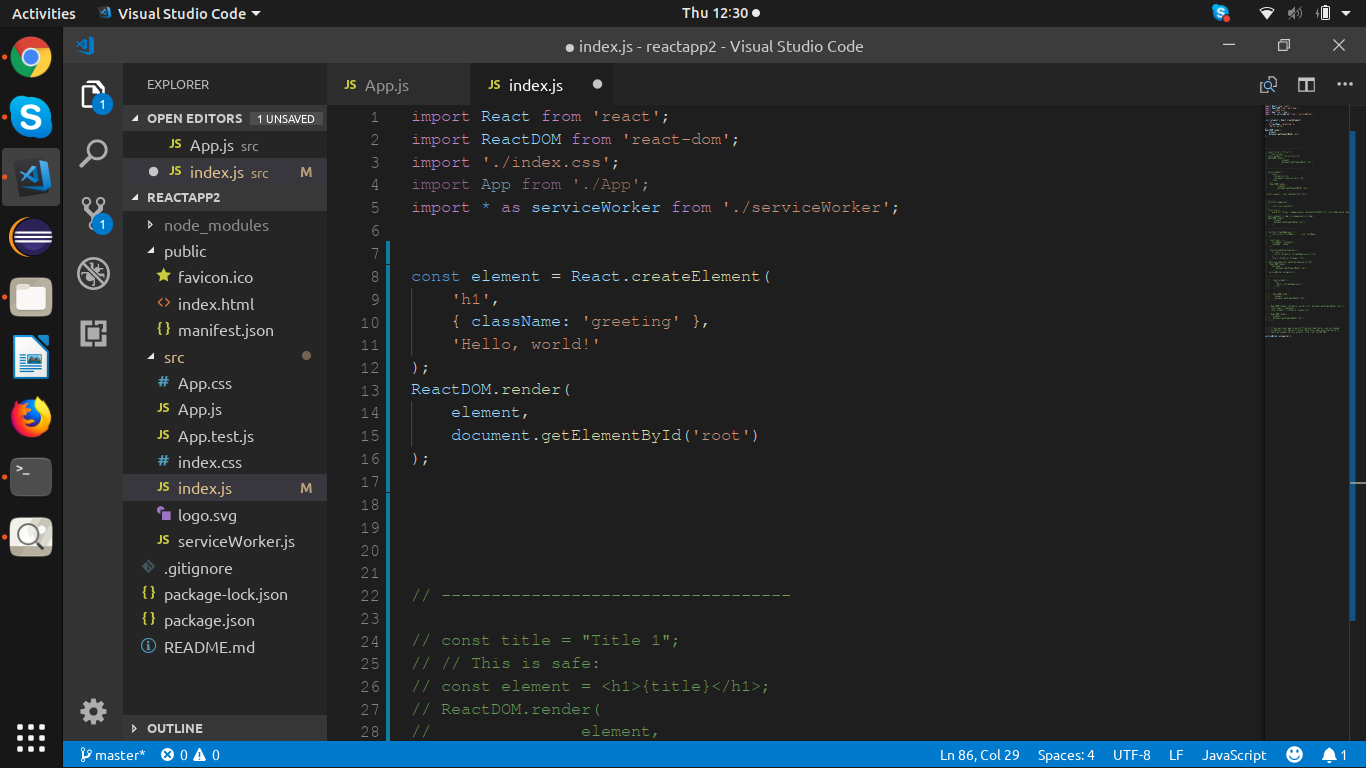 Activities
Visual Studio Code
Thu 12:30
index.js - reactapp2 - Visual Studio Code
EXPLORER
OPEN EDITORS
1 UNSAVED
JS App.js src
JS index.js src M
REACTAPP2
node_modules
public
favicon.ico
<> index.html
{} manifest.json
src
# App.css
JS App.js
JS App.test.js
# index.css
JS index.js M
logo.svg
JS serviceWorker.js
.gitignore
{} package-lock.json
{} package.json
README.md
OUTLINE
1
1
JS App.js
JS index.js
1 import React from 'react';
2 import ReactDOM from 'react-dom';
3 import './index.css';
4 import App from './App';
5 import * as serviceWorker from './serviceWorker';
6
7
8 const element = React.createElement(
9 'h1',
10 { className: 'greeting' },
11 'Hello, world!'
12 );
13 ReactDOM.render(
14 element,
15 document.getElementById('root')
16 );
17
18
19
20
21
22 // -----------------------------------
23
24 // const title = "Title 1";
25 // // This is safe:
26 // const element = <h1>{title}</h1>;
27 // ReactDOM.render(
28 // element,
master*
0
0
Ln 86, Col 29
Spaces: 4
UTF-8
LF
JavaScript
1